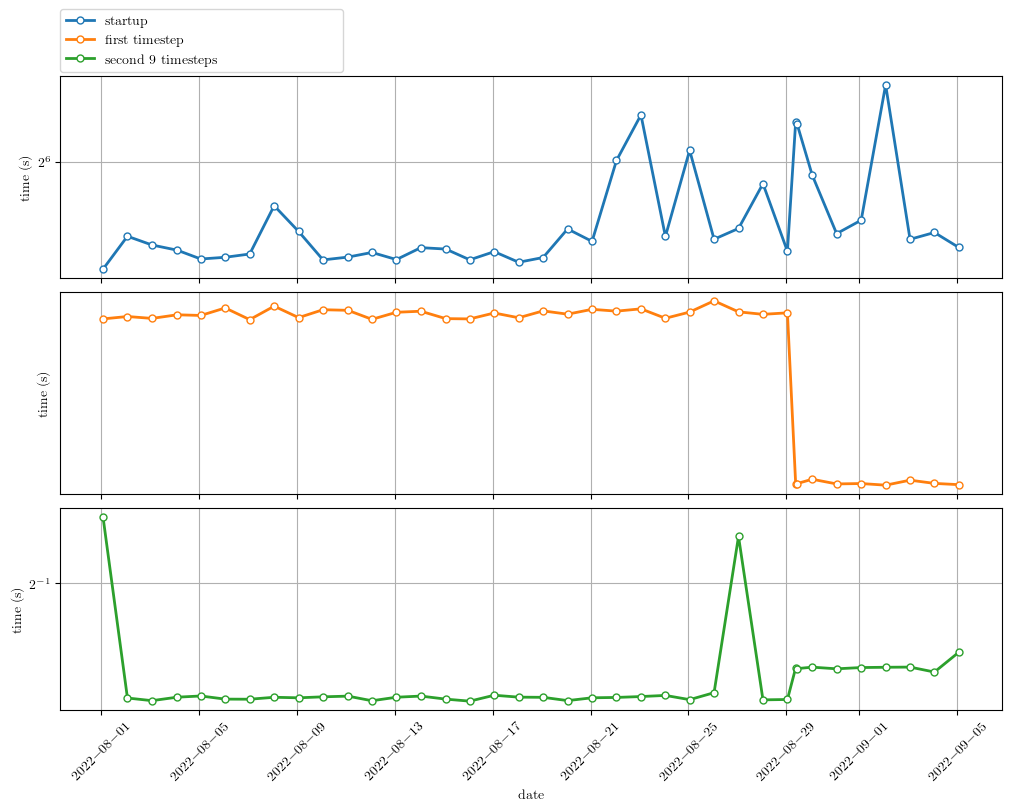 startup
first timestep
second 9 timesteps
time (s)
2^6
time (s)
time (s)
2^−1
2022−08−01
2022−08−05
2022−08−09
2022−08−13
2022−08−17
2022−08−21
2022−08−25
2022−08−29
2022−09−01
2022−09−05
date